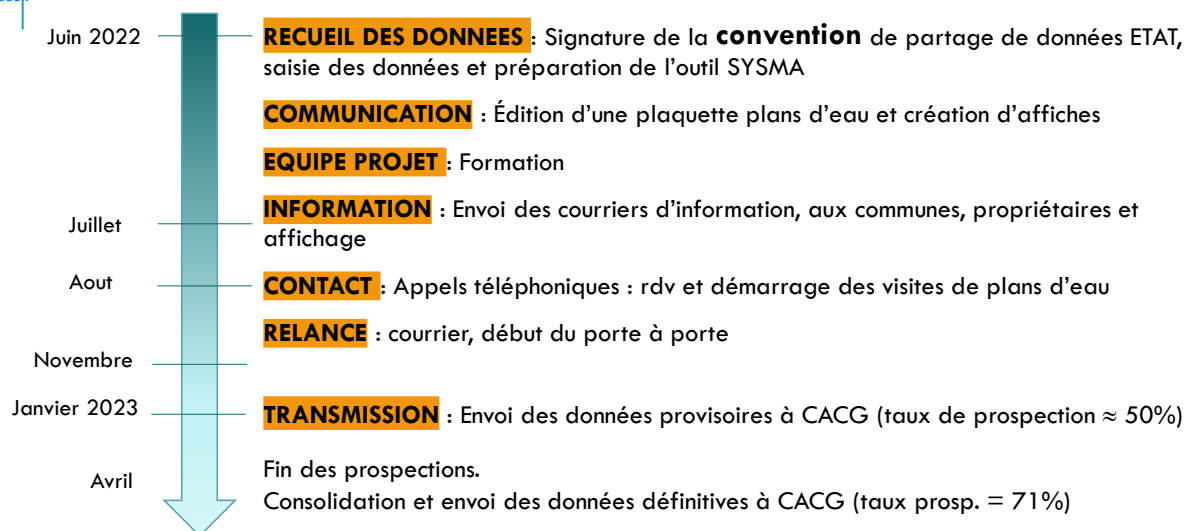 Juin 2022
RECUEIL DES DONNEES : Signature de la convention de partage de données ETAT,
saisie des données et préparation de l'outil SYSMA
COMMUNICATION : Édition d'une plaquette plans d'eau et création d'affiches
EQUIPE PROJET : Formation
Juillet
INFORMATION : Envoi des courriers d'information, aux communes, propriétaires et
affichage
Aout
CONTACT : Appels téléphoniques : rdv et démarrage des visites de plans d'eau
RELANCE : courrier, début du porte à porte
Novembre
Janvier 2023
TRANSMISSION : Envoi des données provisoires à CACG (taux de prospection ≈ 50%)
Avril
Fin des prospections.
Consolidation et envoi des données définitives à CACG (taux prosp. = 71%)